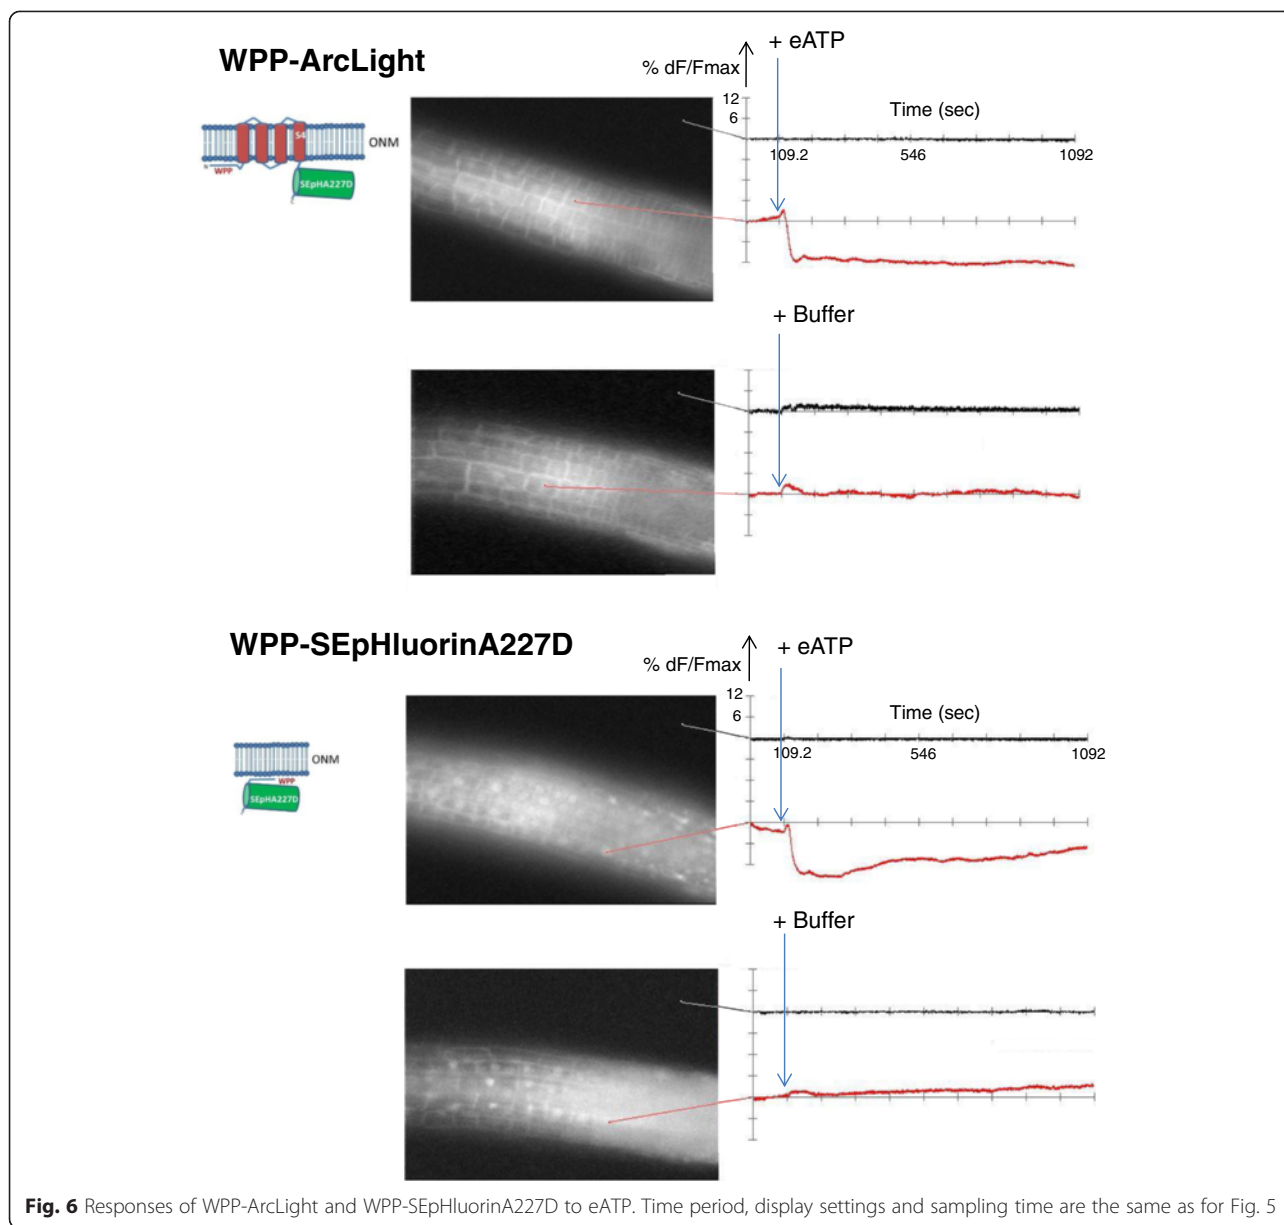 WPP-ArcLight
+ eATP
% dF/Fmax
12
6
Time (sec)
109.2
546
1092
S4
ONM
WPP
SEpHA227D
+ Buffer
WPP-SEpHluorinA227D
+ eATP
% dF/Fmax
12
6
Time (sec)
109.2
546
1092
ONM
WPP
SEpHA227D
+ Buffer
Fig. 6 Responses of WPP-ArcLight and WPP-SEpHluorinA227D to eATP. Time period, display settings and sampling time are the same as for Fig. 5